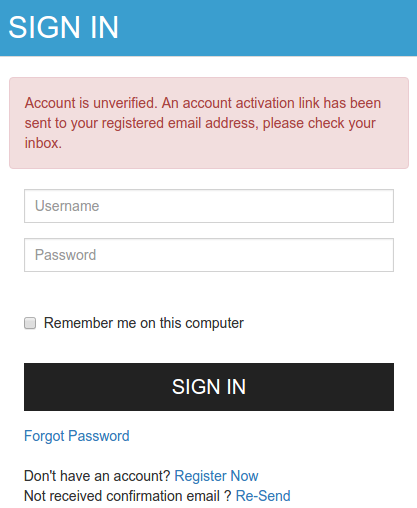 SIGN IN
Account is unverified. An account activation link has been
sent to your registered email address, please check your
inbox.
Username
Password
Remember me on this computer
SIGN IN
Forgot Password
Don't have an account? Register Now
Not received confirmation email ? Re-Send